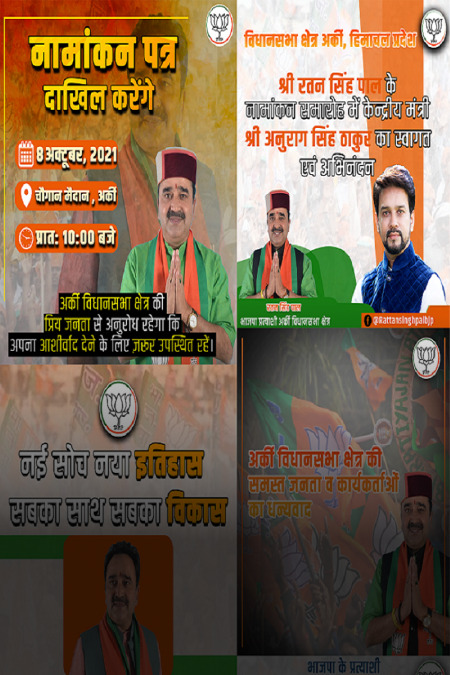 नामांकन पत्र
दाखिल करेंगे
8 अक्टूबर, 2021
चौगान मैदान , अर्की
प्रात: 10:00 बजे
अर्की विधानसभा क्षेत्र की
प्रिय जनता से अनुरोध रहेगा कि
अपना आशीर्वाद देने के लिए ज़रूर उपस्थित रहें।
विधानसभा क्षेत्र अर्की, हिमाचल प्रदेश
श्री रतन सिंह पाल के
नामांकन समारोह में केन्द्रीय मंत्री
श्री अनुराग सिंह ठाकुर का स्वागत
एवं अभिनंदन
रतन सिंह पाल
भाजपा प्रत्याशी अर्की विधानसभा क्षेत्र
@Rattansinghpalbjp
नई सोच नया इतिहास
सबका साथ सबका विकास
अर्की विधानसभा क्षेत्र की
समस्त जनता व कार्यकर्ताओं
का धन्यवाद
भाजपा के प्रत्याशी